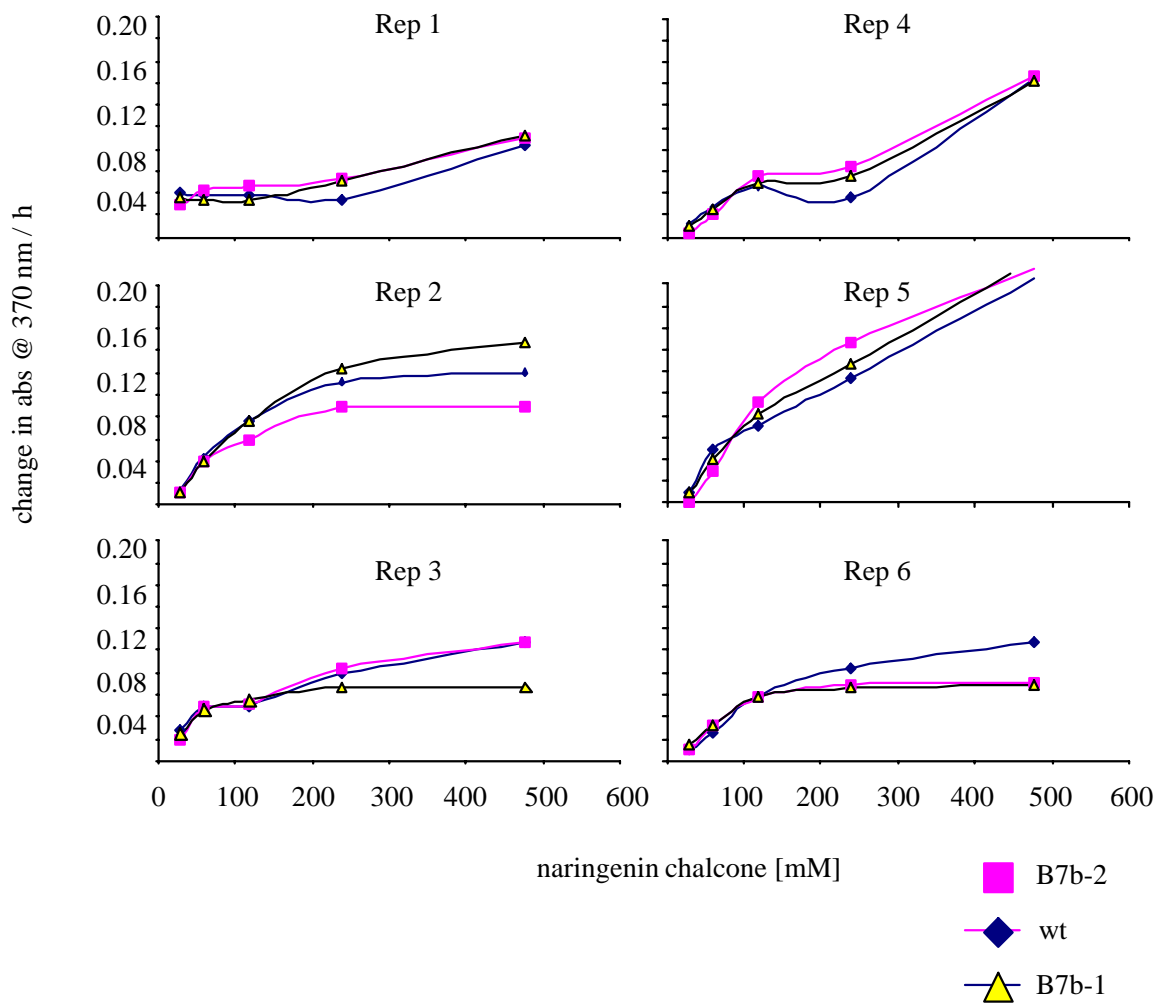 change in abs @ 370 nm / h
Rep 1
0.20
0.16
0.12
0.08
0.04
Rep 4
Rep 2
0.20
0.16
0.12
0.08
0.04
Rep 5
Rep 3
0.20
0.16
0.12
0.08
0.04
Rep 6
0 100 200 300 400 500 600
100 200 300 400 500 600
naringenin chalcone [mM]
B7b-2
wt
B7b-1